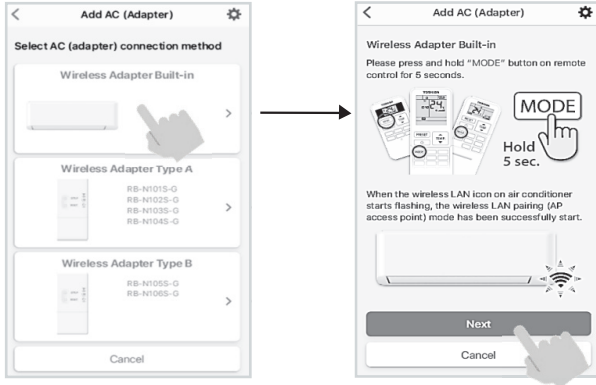 Add AC (Adapter)
Select AC (adapter) connection method
Wireless Adapter Built-in
Wireless Adapter Type A
RB-N101S-G
RB-N102S-G
RB-N103S-G
RB-N104S-G
Wireless Adapter Type B
RB-N105S-G
RB-N106S-G
Cancel
Add AC (Adapter)
Wireless Adapter Built-in
Please press and hold "MODE" button on remote
control for 5 seconds.
MODE
Hold
5 sec.
When the wireless LAN icon on air conditioner
starts flashing, the wireless LAN pairing (AP
access point) mode has been successfully start.
Next
Cancel